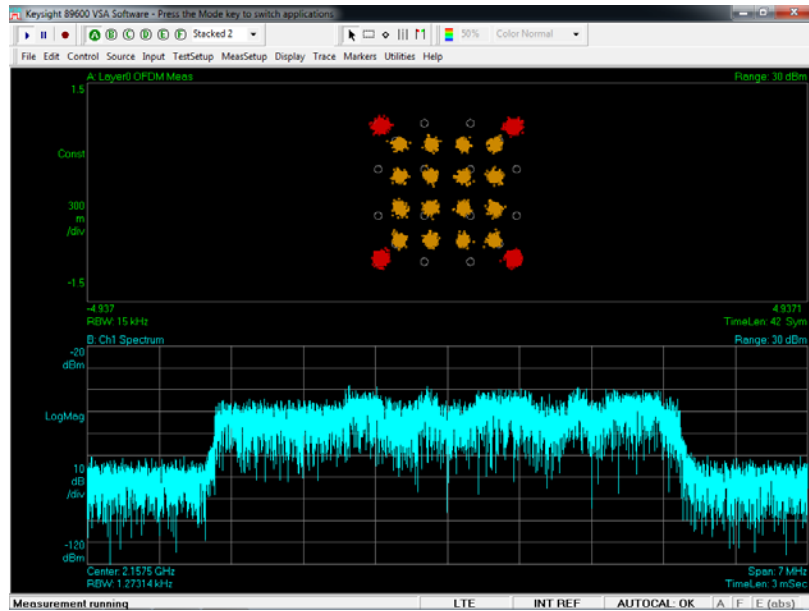 Keysight 89600 VSA Software - Press the Mode key to switch applications
A B C D E F Stacked 2 50% Color Normal
File Edit Control Source Input TestSetup MeasSetup Display Trace Markers Utilities Help
A: Layer0 OFDM Meas Range: 30 dBm
1.5
Const
300
m
/div
-1.5
-4.937 4.9371
RBW: 15 kHz TimeLen: 42 Sym
B: Ch1 Spectrum Range: 30 dBm
-20
dBm
LogMag
10
dB
/div
-120
dBm
Center: 2.1575 GHz Span: 7 MHz
RBW: 1.27314 kHz TimeLen: 3 mSec
Measurement running LTE INT REF AUTOCAL: OK A F E (abs)